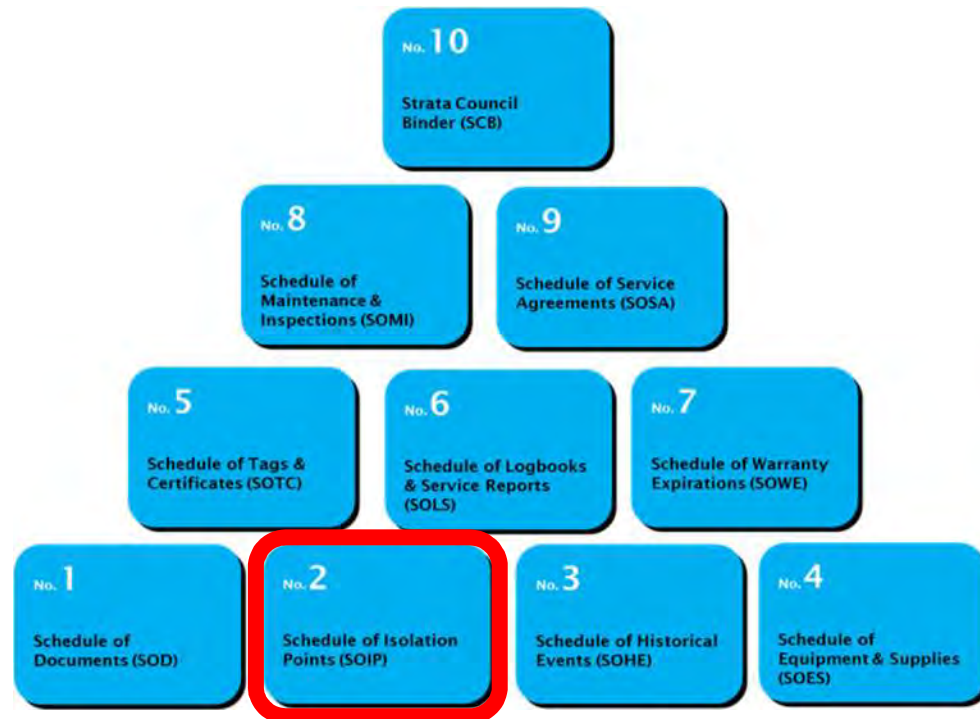 No. 10
Strata Council
Binder (SCB)
No. 8
Schedule of
Maintenance &
Inspections (SOMI)
No. 9
Schedule of Service
Agreements (SOSA)
No. 5
Schedule of Tags &
Certificates (SOTC)
No. 6
Schedule of Logbooks
& Service Reports
(SOLS)
No. 7
Schedule of Warranty
Expirations (SOWE)
No. 1
Schedule of
Documents (SOD)
No. 2
Schedule of Isolation
Points (SOIP)
No. 3
Schedule of Historical
Events (SOHE)
No. 4
Schedule of
Equipment & Supplies
(SOES)